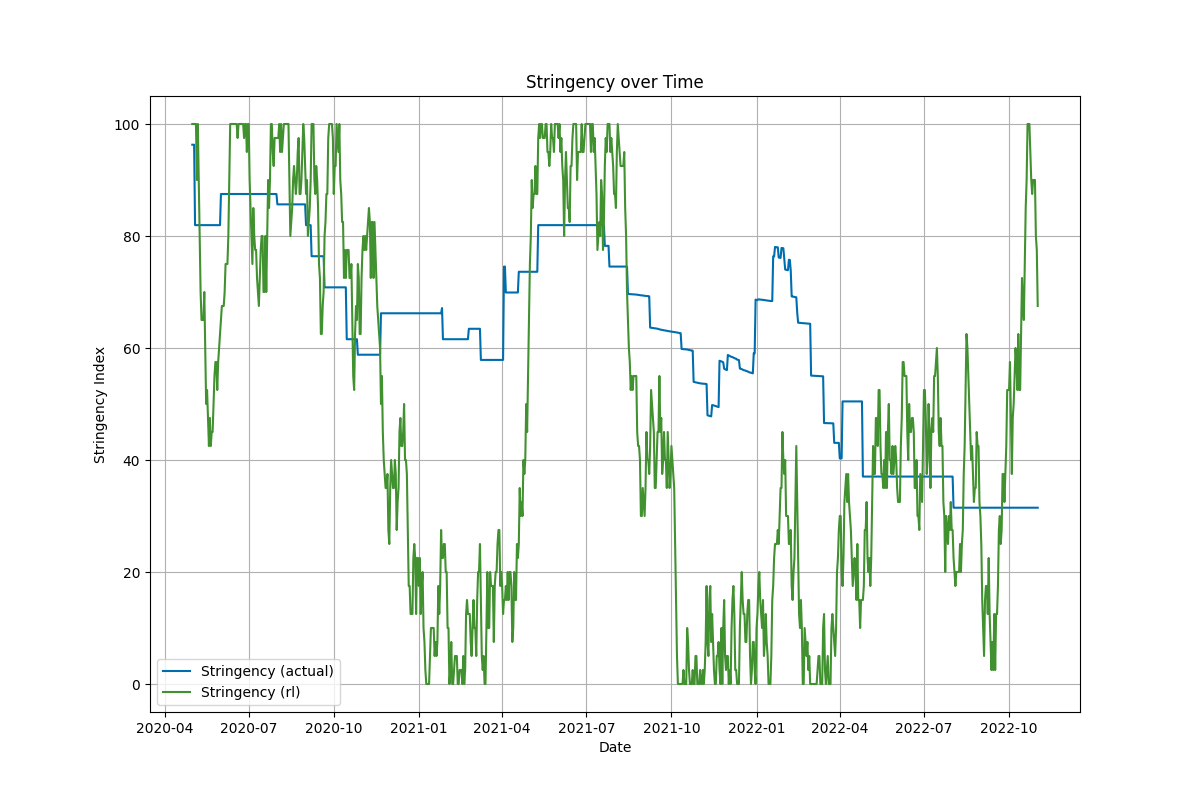 Stringency over Time
Stringency Index
100
80
60
40
20
0
Stringency (actual)
Stringency (rl)
2020-04 2020-07 2020-10 2021-01 2021-04 2021-07 2021-10 2022-01 2022-04 2022-07 2022-10
Date